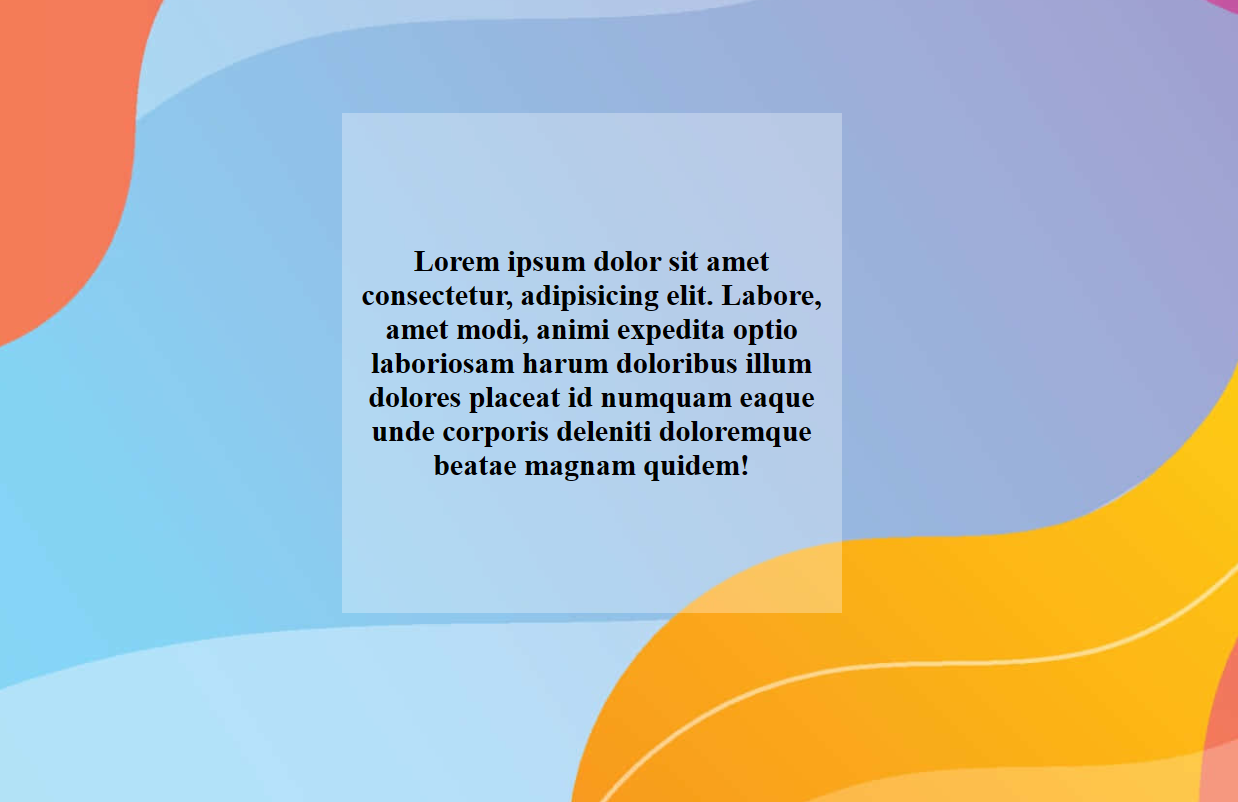 Lorem ipsum dolor sit amet
consectetur, adipisicing elit. Labore,
amet modi, animi expedita optio
laboriosam harum doloribus illum
dolores placeat id numquam eaque
unde corporis deleniti doloremque
beatae magnam quidem!